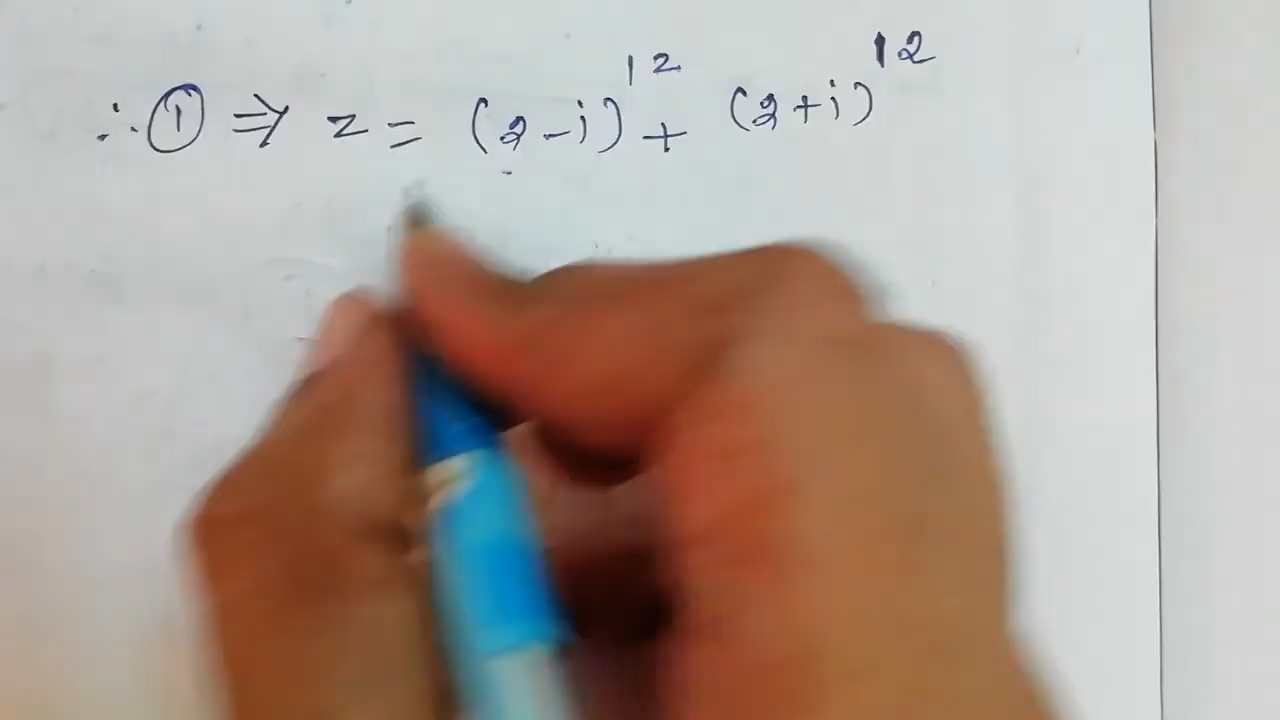 ∴ ① ⇒ z = (2-i)¹² + (2+i)¹²